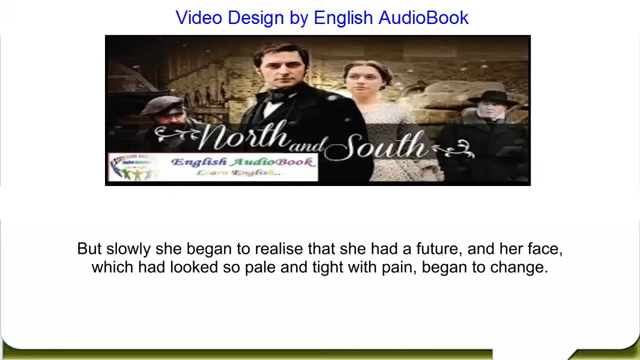 Video Design by English AudioBook
North and South
English AudioBook
Learn English...
But slowly she began to realise that she had a future, and her face,
which had looked so pale and tight with pain, began to change.